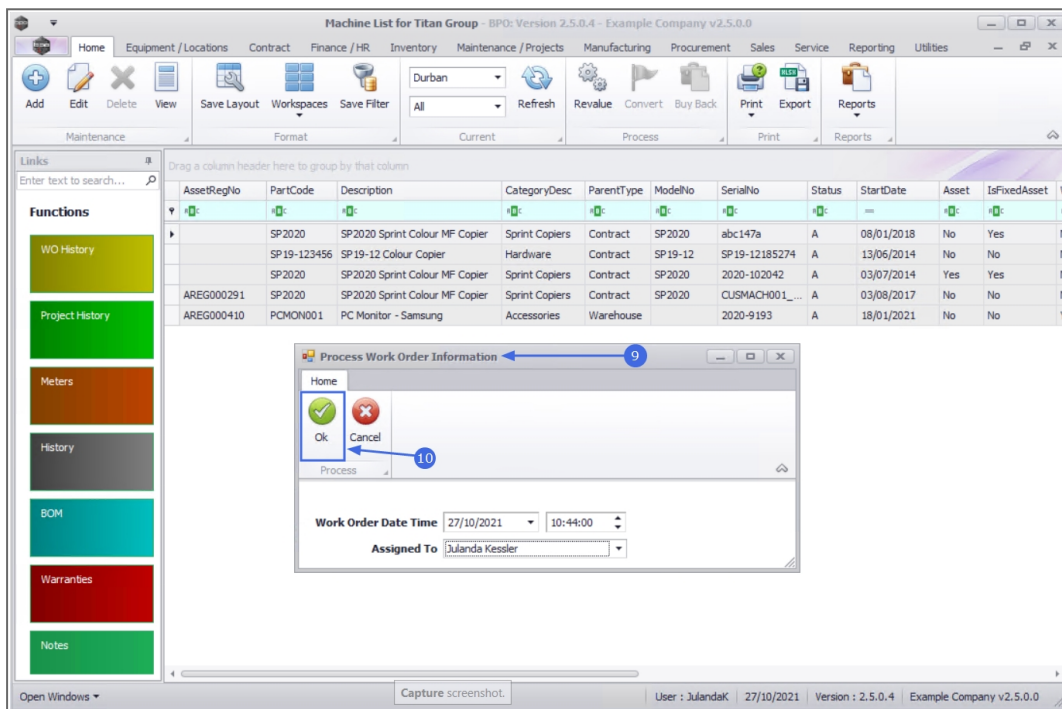 Machine List for Titan Group - BPO: Version 2.5.0.4 - Example Company v2.5.0.0
Home Equipment / Locations Contract Finance / HR Inventory Maintenance / Projects Manufacturing Procurement Sales Service Reporting Utilities
Add Edit Delete View Save Layout Workspaces Save Filter Durban All Refresh Revalue Convert Buy Back Print Export Reports
Maintenance Format Current Process Print Reports
Links
Enter text to search...
Functions
WO History
Project History
Meters
History
BOM
Warranties
Notes
Drag a column header here to group by that column
AssetRegNo PartCode Description CategoryDesc ParentType ModelNo SerialNo Status StartDate Asset IsFixedAsset
SP2020 SP2020 Sprint Colour MF Copier Sprint Copiers Contract SP2020 abc147a A 08/01/2018 No Yes
SP19-123456 SP19-12 Colour Copier Hardware Contract SP19-12 SP19-12185274 A 13/06/2014 No No
SP2020 SP2020 Sprint Colour MF Copier Sprint Copiers Contract SP2020 2020-102042 A 03/07/2014 Yes Yes
AREG000291 SP2020 SP2020 Sprint Colour MF Copier Sprint Copiers Contract SP2020 CUSMACH001_... A 03/08/2017 No No
AREG000410 PCMON001 PC Monitor - Samsung Accessories Warehouse 2020-9193 A 18/01/2021 No No
Process Work Order Information 9
Home
Ok Cancel
10
Process
Work Order Date Time 27/10/2021 10:44:00
Assigned To Julanda Kessler
Capture screenshot.
Open Windows User : JulandaK 27/10/2021 Version : 2.5.0.4 Example Company v2.5.0.0